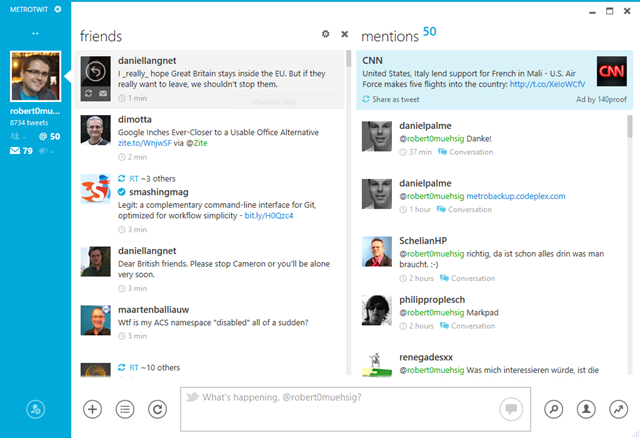 METROTWIT
robert0mu...
8734 tweets
@ 50
79
friends
daniellangnet
I _really_ hope Great Britain stays inside the EU. But if they
really want to leave, we shouldn't stop them.
1 min
Window Snip
dimotta
Google Inches Ever-Closer to a Usable Office Alternative
zite.to/WnjwSF via @Zite
2 min
RT ~3 others
smashingmag
Legit: a complementary command-line interface for Git,
optimized for workflow simplicity - bit.ly/H0Qzc4
3 min
daniellangnet
Dear British friends. Please stop Cameron or you'll be alone
very soon.
3 min
maartenballiauw
Wtf is my ACS namespace "disabled" all of a sudden?
5 min
RT ~10 others
mentions 50
CNN
United States, Italy lend support for French in Mali - U.S. Air
Force makes five flights into the country: http://t.co/XeIoWCfV
Share as tweet
Ad by 140proof
CNN
danielpalme
@robert0muehsig Danke!
37 min Conversation
danielpalme
@robert0muehsig metrobackup.codeplex.com
1 hour Conversation
SchelianHP
@robert0muehsig richtig, da ist schon alles drin was man
braucht. :-)
2 hours Conversation
philipproplesch
@robert0muehsig Markpad
2 hours Conversation
renegadesxx
@robert0muehsig Was mich interessieren würde, ist die
What's happening, @robert0muehsig?